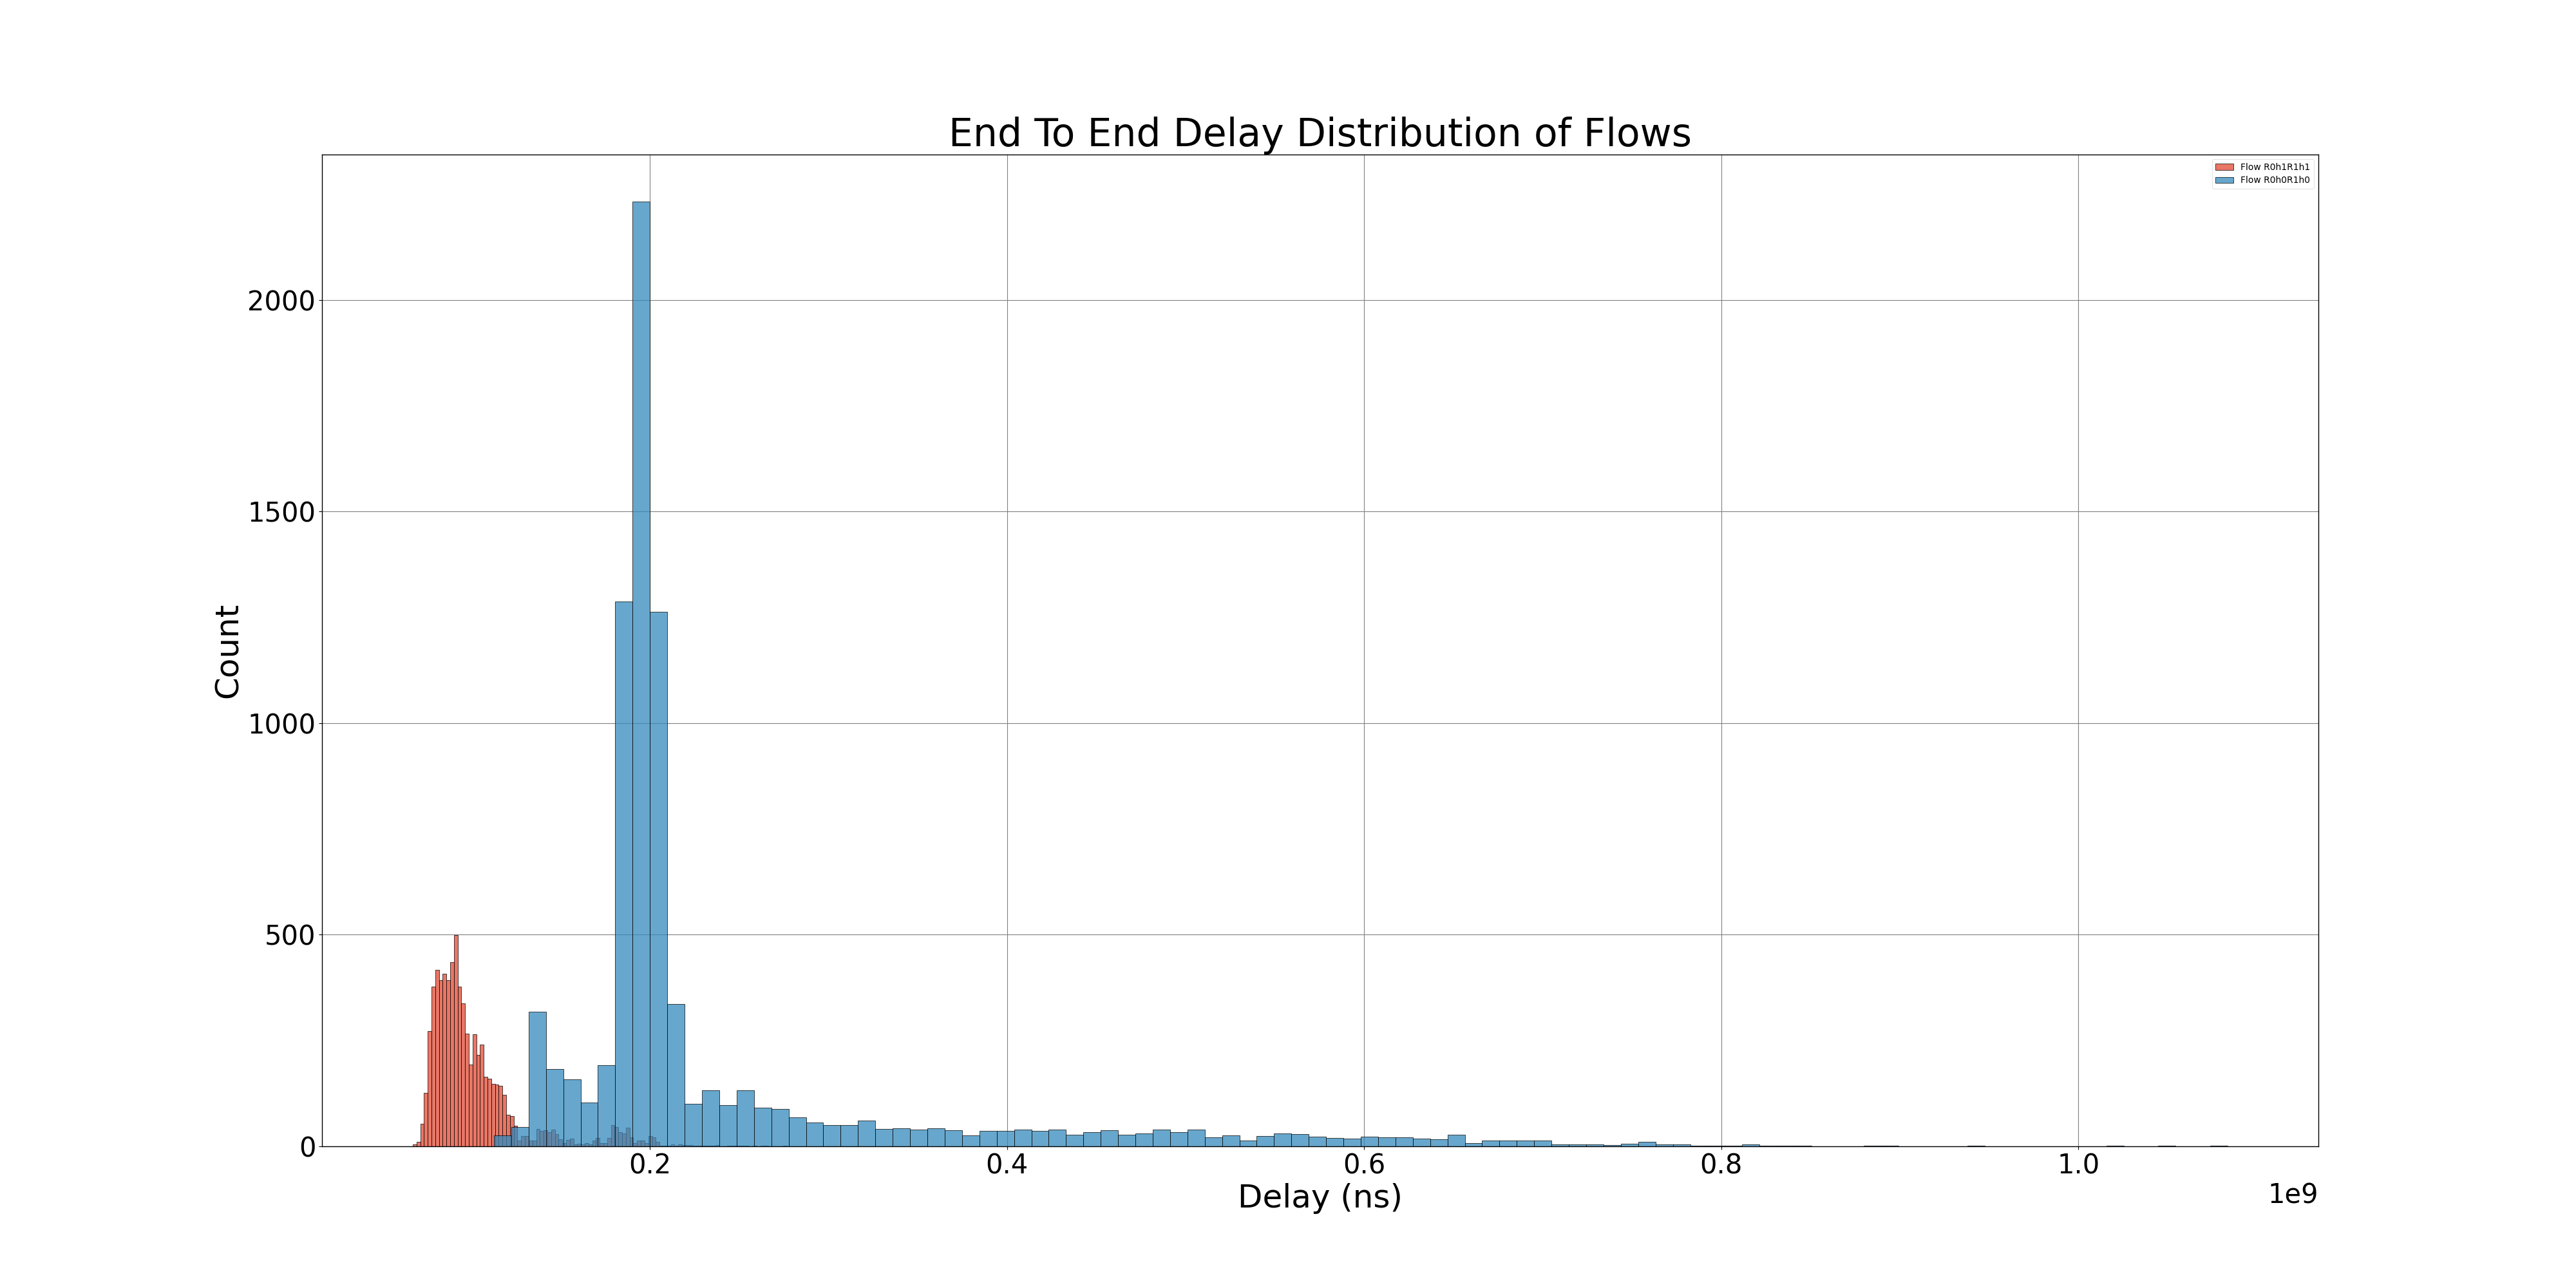 End To End Delay Distribution of Flows
Flow R0h1R1h1
Flow R0h0R1h0
2000
1500
1000
500
0
Count
0.2
0.4
0.6
0.8
1.0
Delay (ns)
1e9